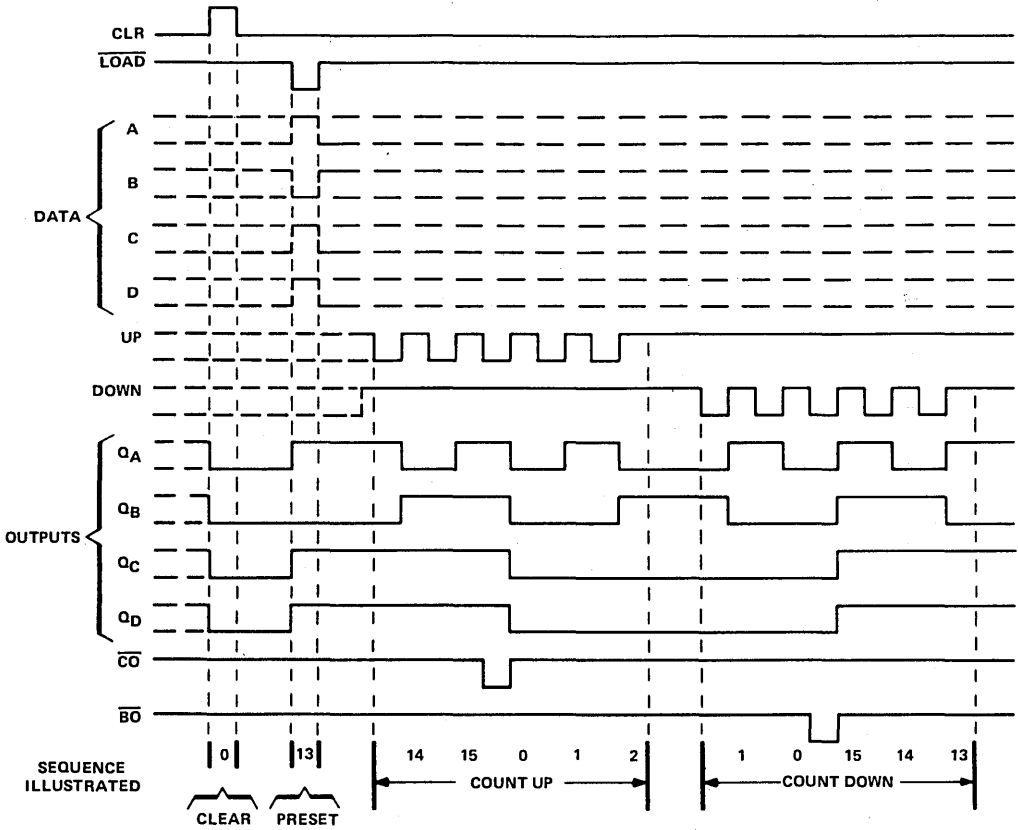 CLR
LOAD
A
B
DATA
C
D
UP
DOWN
QA
QB
OUTPUTS
QC
QD
CO
BO
SEQUENCE
ILLUSTRATED
0 13 14 15 0 1 2 1 0 15 14 13
COUNT UP COUNT DOWN
CLEAR PRESET